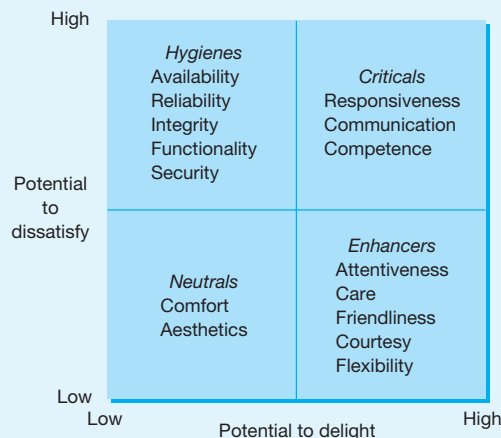 High
Hygienes
Availability
Reliability
Integrity
Functionality
Security
Criticals
Responsiveness
Communication
Competence
Potential
to
dissatisfy
Neutrals
Comfort
Aesthetics
Enhancers
Attentiveness
Care
Friendliness
Courtesy
Flexibility
Low
Low
Potential to delight
High